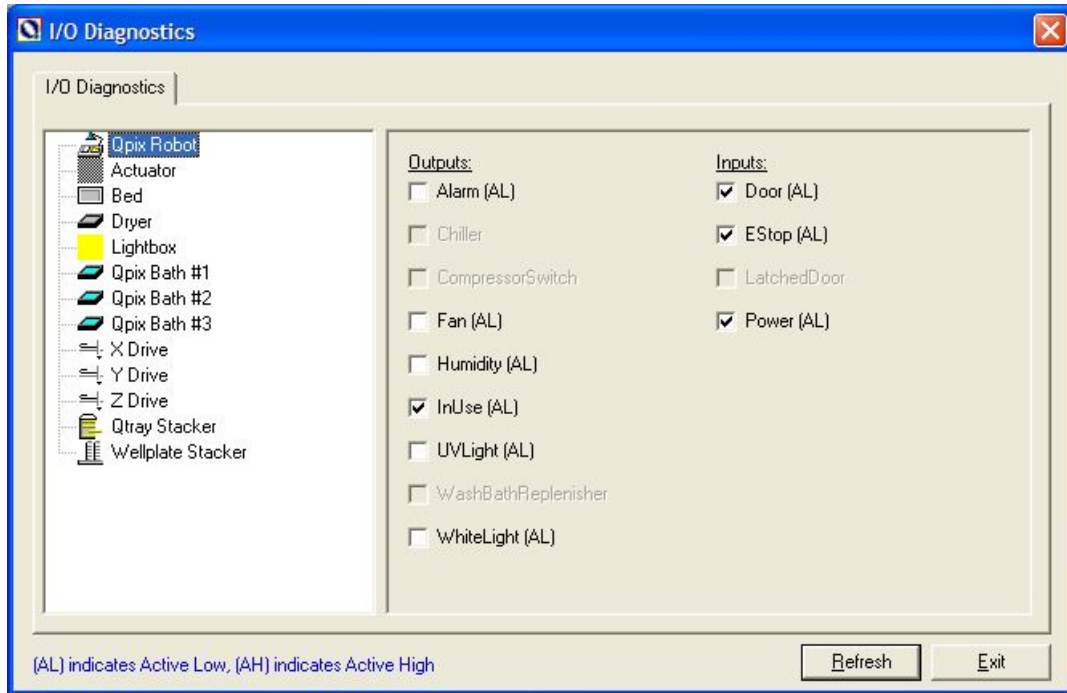 I/O Diagnostics
I/O Diagnostics
Qpix Robot
Actuator
Bed
Dryer
Lightbox
Qpix Bath #1
Qpix Bath #2
Qpix Bath #3
X Drive
Y Drive
Z Drive
Qtray Stacker
Wellplate Stacker
Outputs:
Alarm (AL)
Chiller
CompressorSwitch
Fan (AL)
Humidity (AL)
InUse (AL)
UVLight (AL)
WashBathReplenisher
WhiteLight (AL)
Inputs:
Door (AL)
EStop (AL)
LatchedDoor
Power (AL)
(AL) indicates Active Low, (AH) indicates Active High
Refresh
Exit